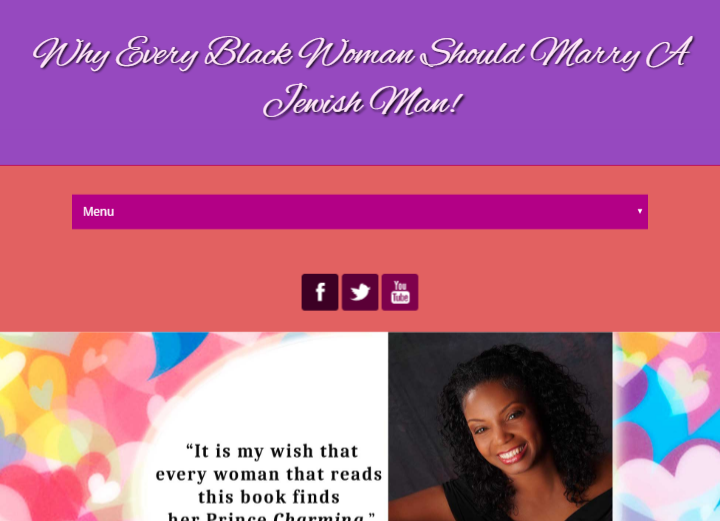 Why Every Black Woman Should Marry A
Jewish Man!
Menu
f
You
Tube
“It is my wish that
every woman that reads
this book finds
her Prince Charming.”